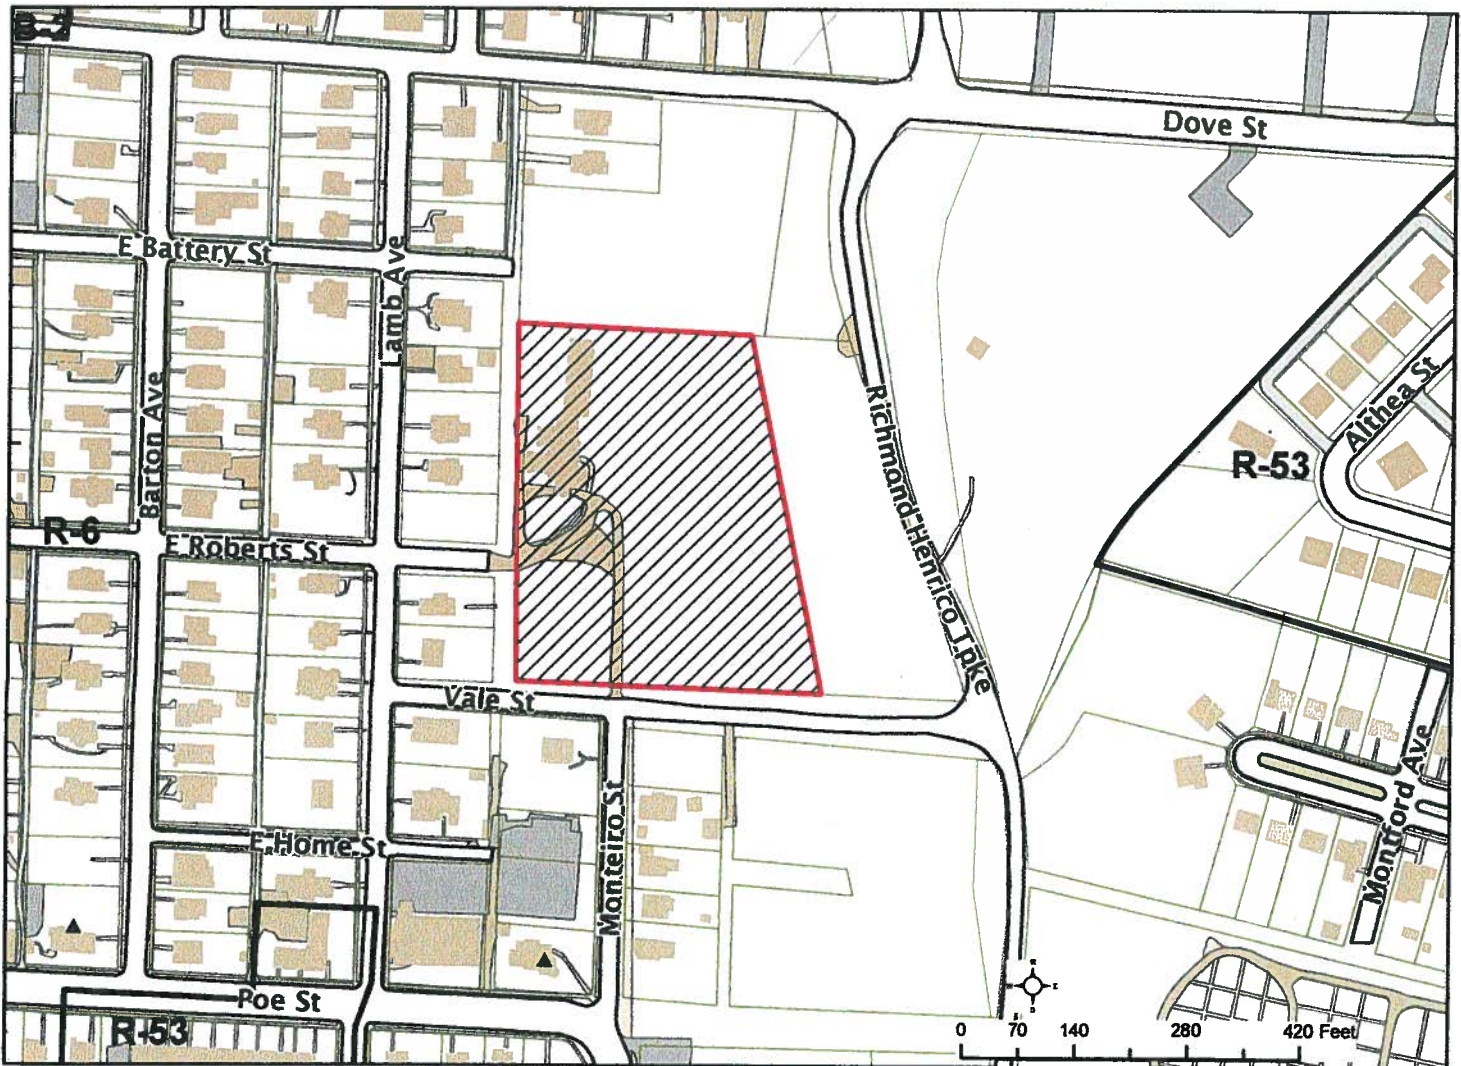 B-2
Dove St
E Battery St
Lamb Ave
Barton Ave
Richmond Henrico Tpke
Althea St
R-53
R-6
E Roberts St
Vale St
Monteiro St
Montford Ave
E Home St
Poe St
R-53
0 70 140 280 420 Feet